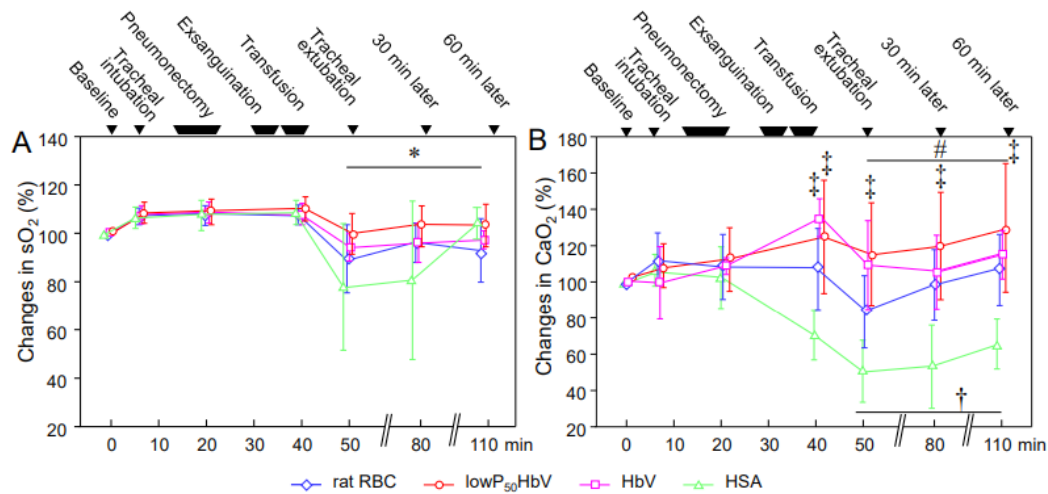 Baseline
Tracheal
intubation
Pneumonectomy
Exsanguination
Transfusion
Tracheal
extubation
30 min later
60 min later
A
Changes in sO2 (%)
140
120
100
80
60
40
20
*
0 10 20 30 40 50 80 110 min
Baseline
Tracheal
intubation
Pneumonectomy
Exsanguination
Transfusion
Tracheal
extubation
30 min later
60 min later
B
Changes in CaO2 (%)
180
160
140
120
100
80
60
40
20
#
‡ ‡ ‡ ‡ ‡
†
0 10 20 30 40 50 80 110 min
rat RBC lowP50HbV HbV HSA